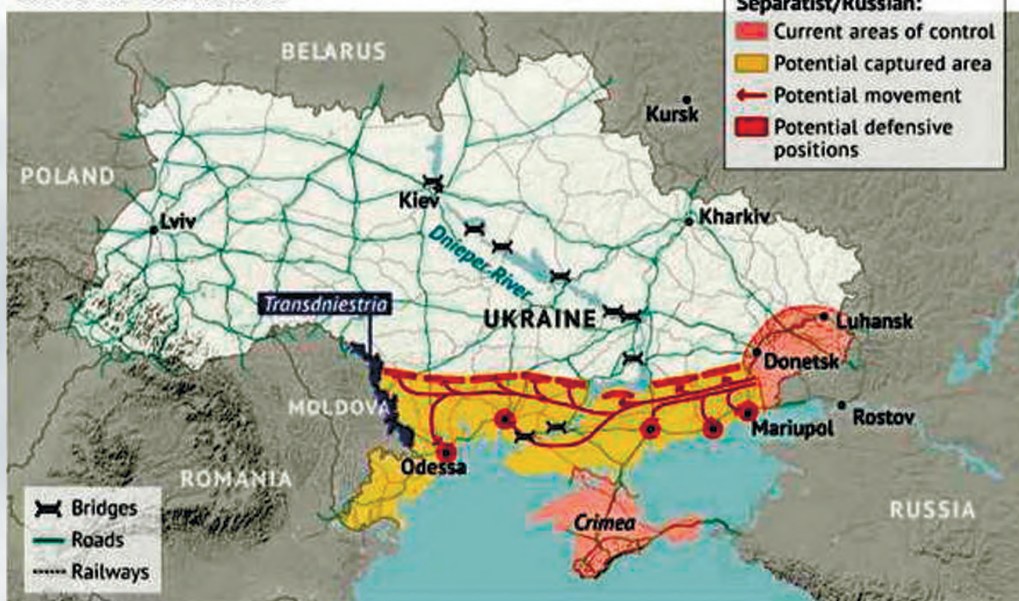 Separatist/Russian:
Current areas of control
Potential captured area
Potential movement
Potential defensive
positions
BELARUS
Kursk
POLAND
Kiev
Lviv
Kharkiv
Dnieper River
Transdniestria
UKRAINE
Luhansk
Donetsk
MOLDOVA
Rostov
Mariupol
Odessa
ROMANIA
RUSSIA
Crimea
Bridges
Roads
Railways